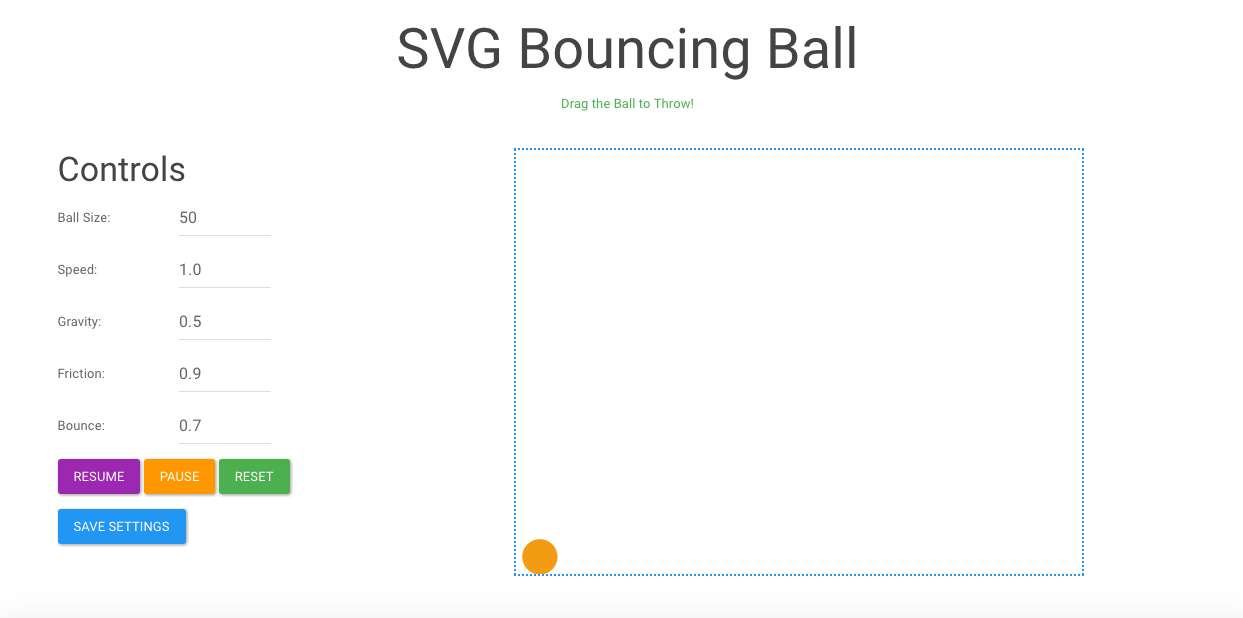 SVG Bouncing Ball
Drag the Ball to Throw!
Controls
Ball Size: 50
Speed: 1.0
Gravity: 0.5
Friction: 0.9
Bounce: 0.7
RESUME PAUSE RESET
SAVE SETTINGS